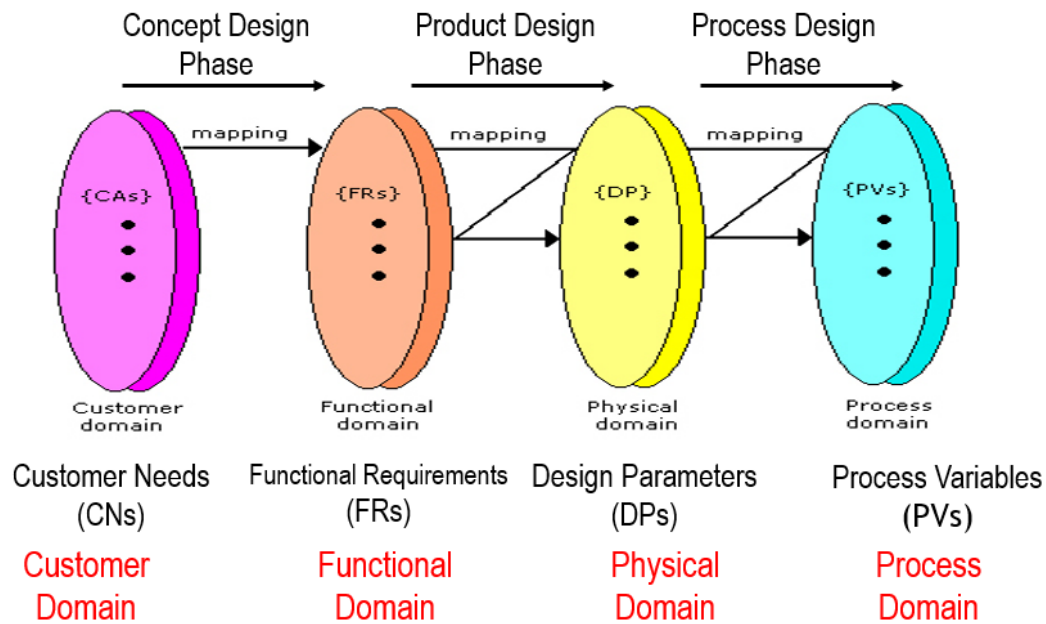 Concept Design
Phase
Product Design
Phase
Process Design
Phase
mapping
mapping
mapping
{CAs}
{FRs}
{DP}
{PVs}
Customer
domain
Functional
domain
Physical
domain
Process
domain
Customer Needs
(CNs)
Functional Requirements
(FRs)
Design Parameters
(DPs)
Process Variables
(PVs)
Customer
Domain
Functional
Domain
Physical
Domain
Process
Domain